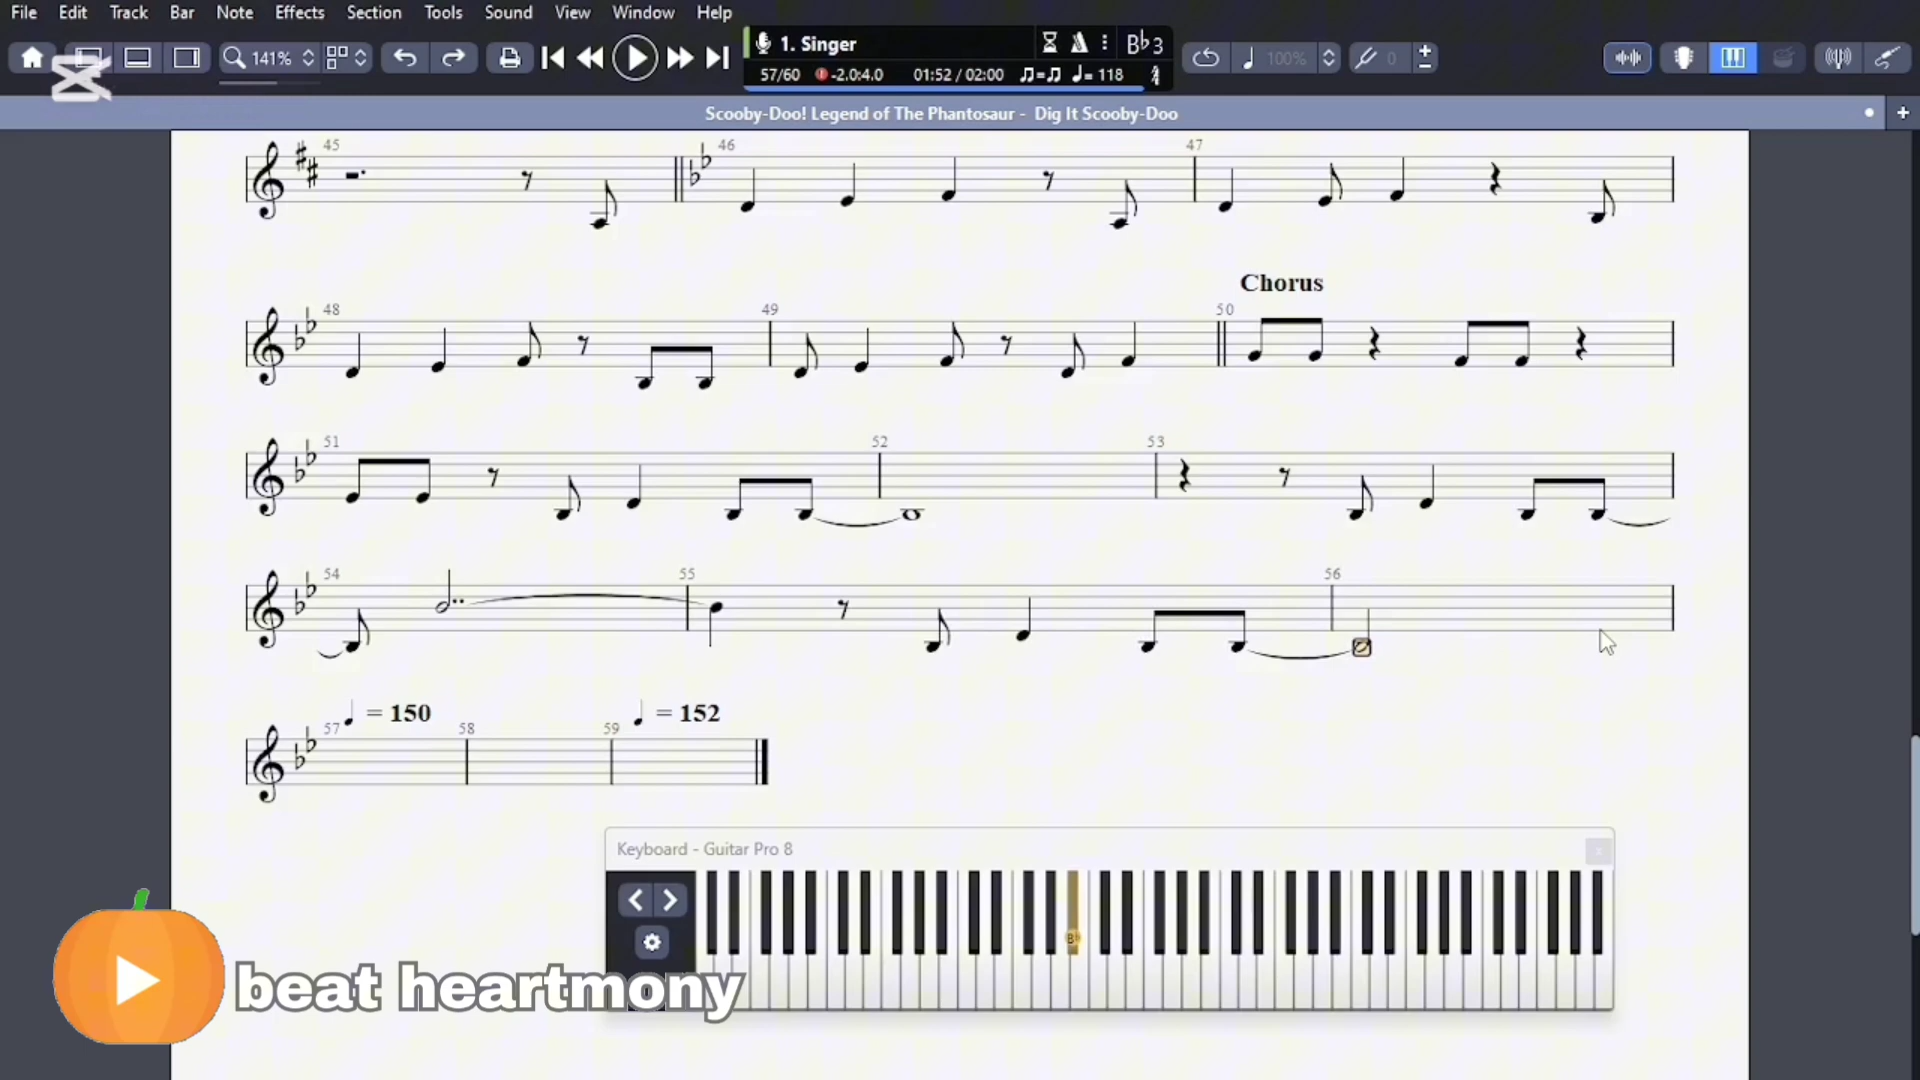 File Edit Track Bar Note Effects Section Tools Sound View Window Help
141%
1. Singer
B♭3
57/60 -2.0:4.0 01:52 / 02:00 ♫=♫ ♩= 118
100%
0
Scooby-Doo! Legend of The Phantosaur - Dig It Scooby-Doo
45 46 47
Chorus
48 49 50
51 52 53
54 55 56
♩ = 150 ♩ = 152
57 58 59
Keyboard - Guitar Pro 8
B
beat heartmony